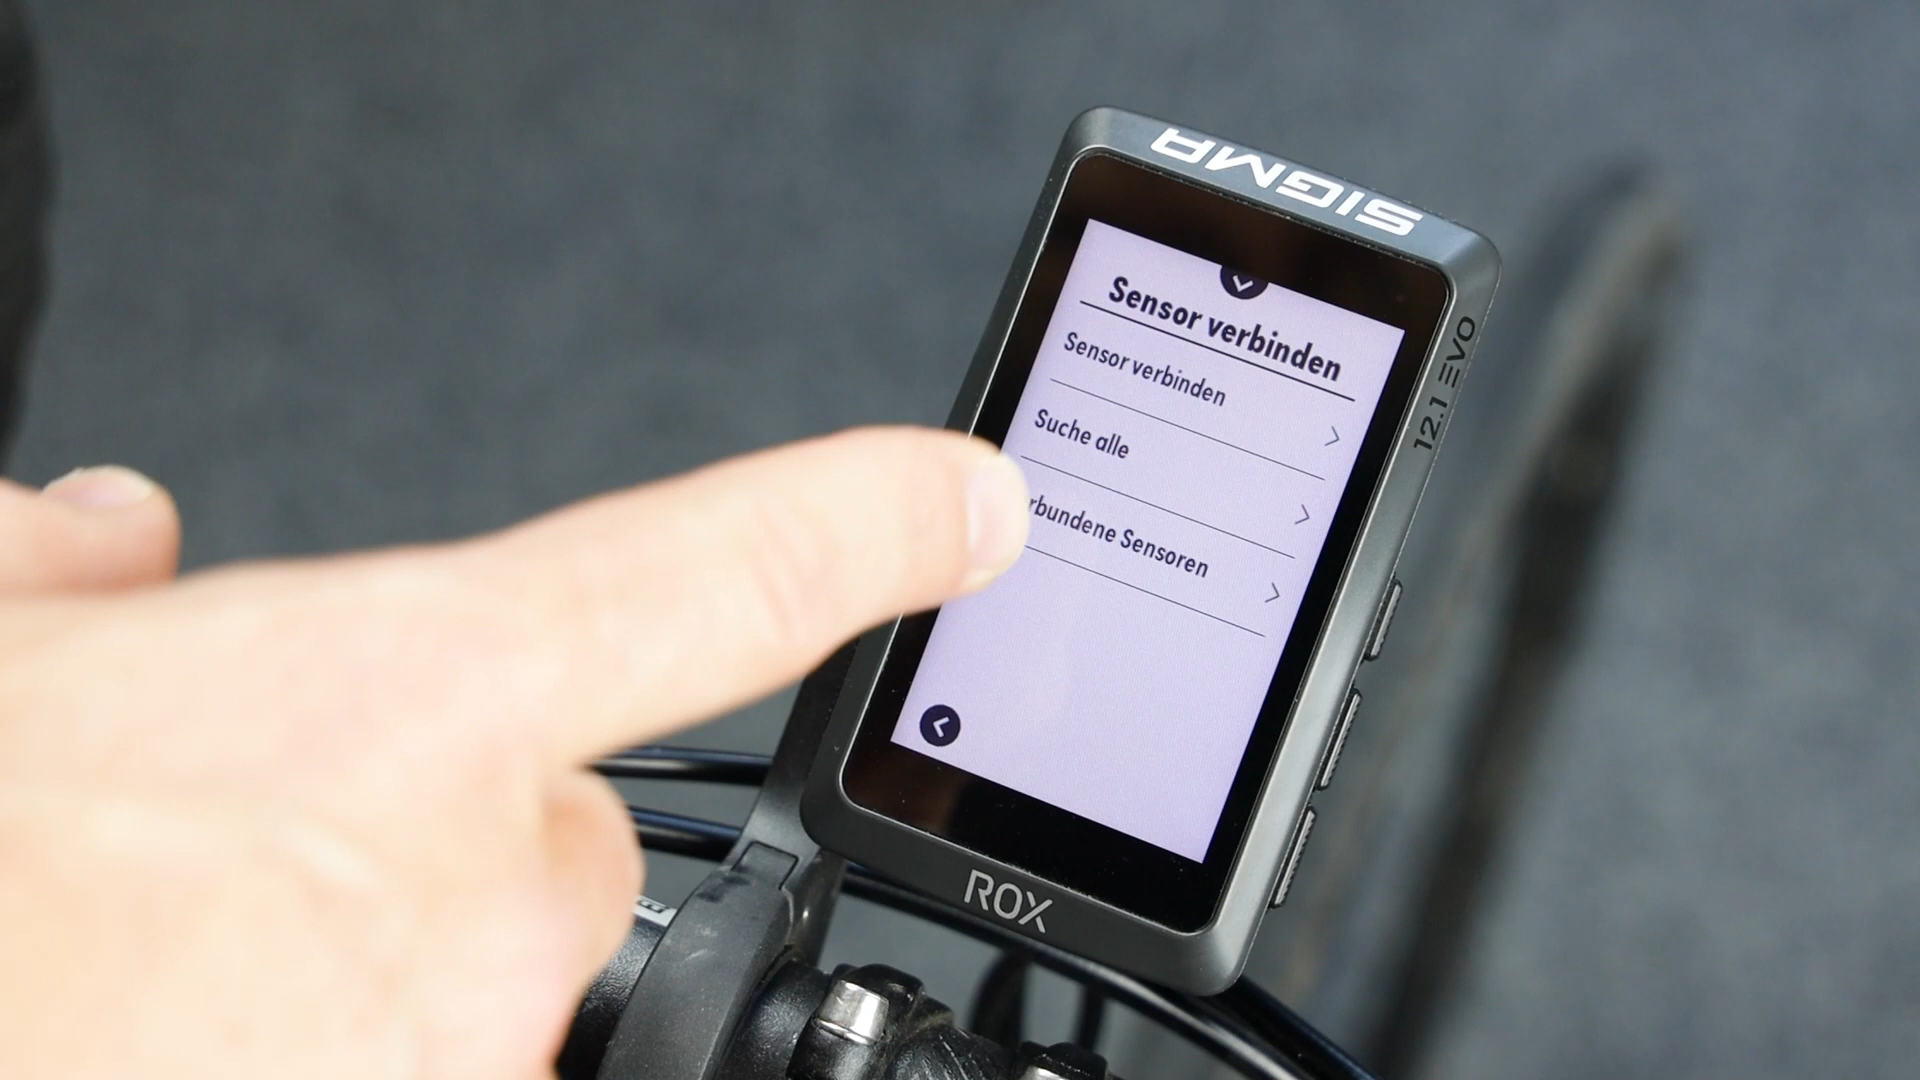 SIGMA
Sensor verbinden
Sensor verbinden
Suche alle
rbundene Sensoren
ROX
12.1 EVO